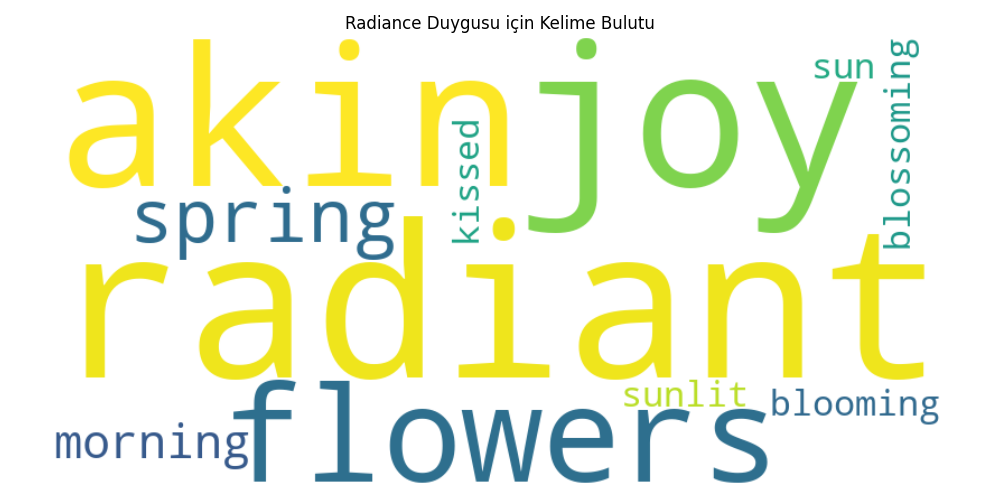 Radiance Duygusu için Kelime Bulutu
akin joy sun
blossoming
kissed
spring
radiant
flowers
sunlit
blooming
morning